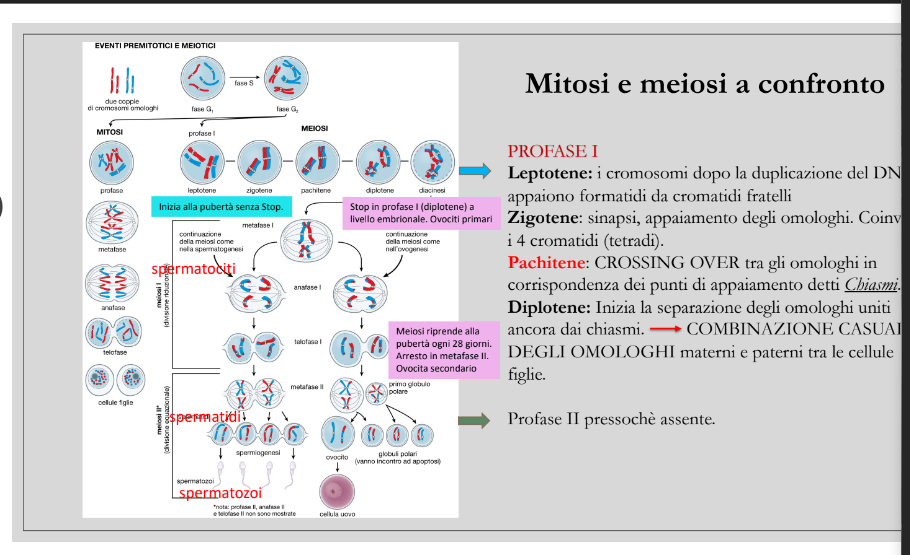 EVENTI PREMITOTICI E MEIOTICI
due coppie
di cromosomi omologhi
fase G1
fase S
fase G2
MITOSI
profase I
MEIOSI
profase
leptotene
zigotene
pachitene
diplotene
diacinesi
Inizia alla pubertà senza Stop.
Stop in profase I (diplotene) a
livello embrionale. Ovociti primari
metafase I
continuazione
della meiosi come
nella spermatogenesi
continuazione
della meiosi come
nell'ovogenesi
metafase
spermatociti
meiosi I
(divisione riduzionale)
anafase I
anafase
Meiosi riprende alla
pubertà ogni 28 giorni.
Arresto in metafase II.
Ovocita secondario
telofase I
telofase
metafase II
primo globulo
polare
cellule figlie
meiosi II*
(divisione equazionale)
spermatidi
spermiogenesi
ovocito
globuli polari
(vanno incontro ad apoptosi)
spermatozoi
spermatozoi
*nota: profase II, anafase II
e telofase II non sono mostrate
cellula uovo
Mitosi e meiosi a confronto
PROFASE I
Leptotene: i cromosomi dopo la duplicazione del DN
appaiono formatidi da cromatidi fratelli
Zigotene: sinapsi, appaiamento degli omologhi. Coinv
i 4 cromatidi (tetradi).
Pachitene: CROSSING OVER tra gli omologhi in
corrispondenza dei punti di appaiamento detti Chiasmi.
Diplotene: Inizia la separazione degli omologhi uniti
ancora dai chiasmi. COMBINAZIONE CASUAL
DEGLI OMOLOGHI materni e paterni tra le cellule
figlie.
Profase II pressochè assente.